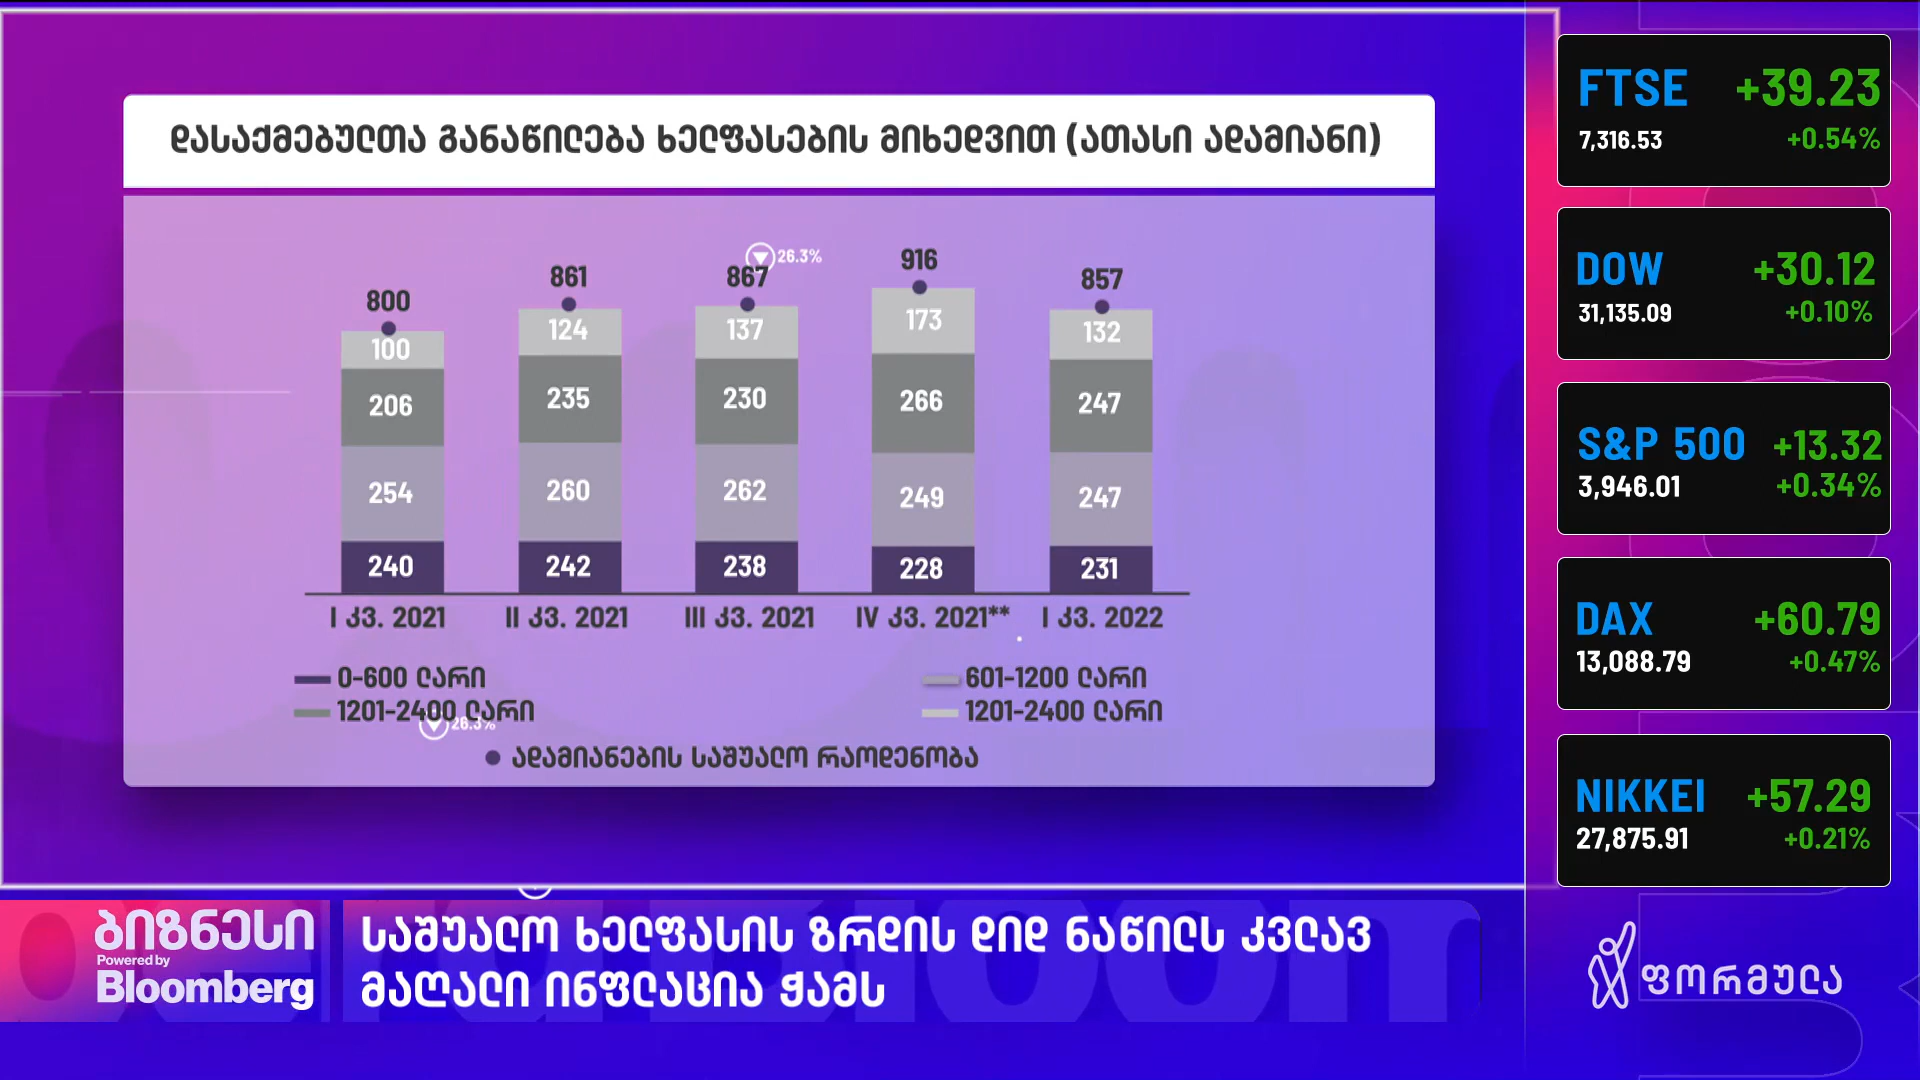 დასაქმებულთა განაწილება ხელფასების მიხედვით (ათასი ადამიანი)
26.3%
800 861 867 916 857
100 124 137 173 132
206 235 230 266 247
254 260 262 249 247
240 242 238 228 231
I კვ. 2021 II კვ. 2021 III კვ. 2021 IV კვ. 2021** I კვ. 2022
0-600 ლარი 601-1200 ლარი
1201-2400 ლარი 1201-2400 ლარი
26.3%
ადამიანების საშუალო რაოდენობა
FTSE +39.23
7,316.53 +0.54%
DOW +30.12
31,135.09 +0.10%
S&P 500 +13.32
3,946.01 +0.34%
DAX +60.79
13,088.79 +0.47%
NIKKEI +57.29
27,875.91 +0.21%
ბიზნესი
Powered by
Bloomberg
საშუალო ხელფასის ზრდის დიდ ნაწილს კვლავ
მაღალი ინფლაცია ჭამს
ფორმულა